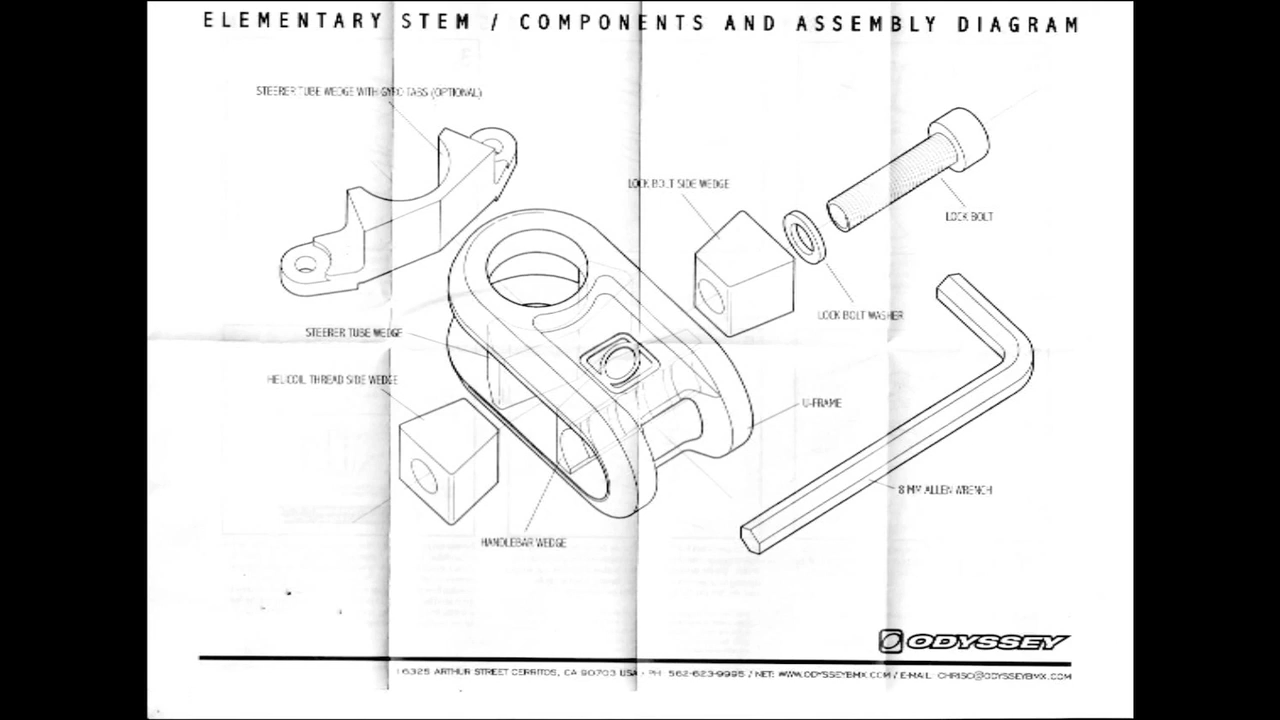 ELEMENTARY STEM / COMPONENTS AND ASSEMBLY DIAGRAM
STEERER TUBE WEDGE WITH GYRO TABS (OPTIONAL)
LOCK BOLT SIDE WEDGE
LOCK BOLT
LOCK BOLT WASHER
STEERER TUBE WEDGE
HELICOIL THREAD SIDE WEDGE
U-FRAME
8 MM ALLEN WRENCH
HANDLEBAR WEDGE
ODYSSEY
16325 ARTHUR STREET CERRITOS, CA 90703 USA · PH 562-623-9995 / NET: WWW.ODYSSEYBMX.COM / E-MAIL: CHRISC@ODYSSEYBMX.COM